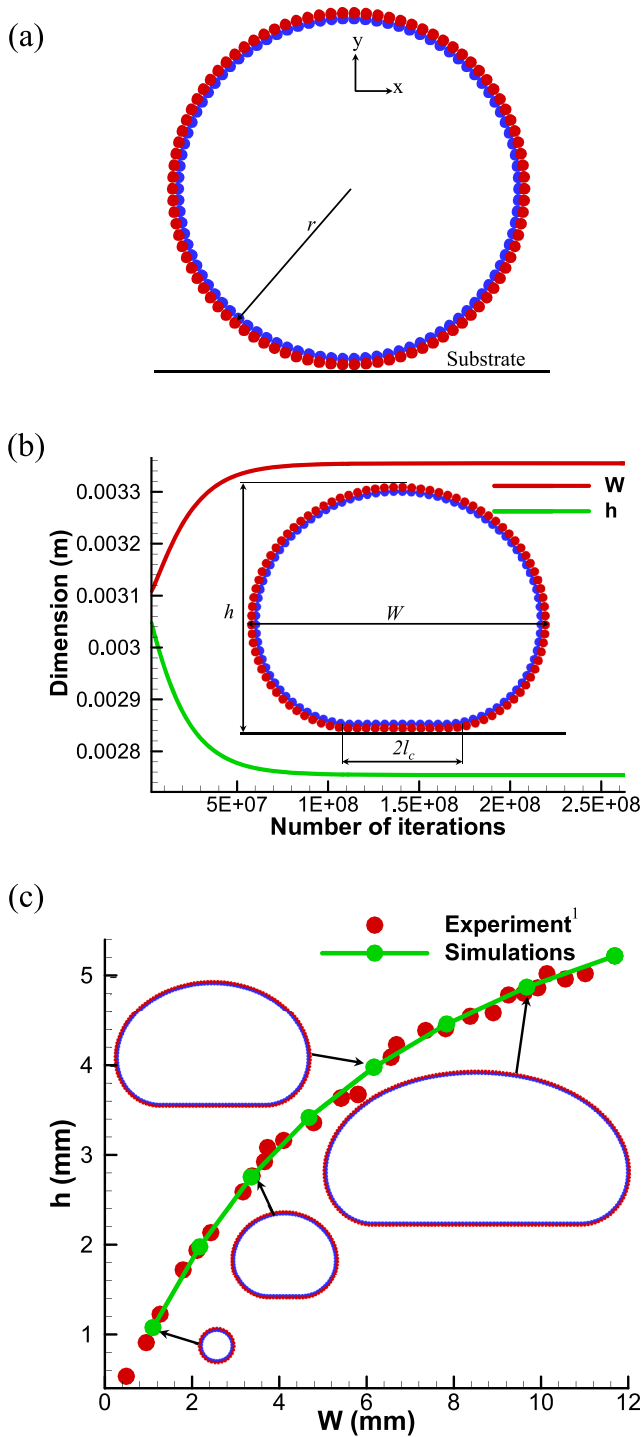 (a)
y
x
r
Substrate
(b)
0.0033
0.0032
0.0031
0.003
0.0029
0.0028
Dimension (m)
W
h
h
W
2l_c
5E+07 1E+08 1.5E+08 2E+08 2.5E+08
Number of iterrations
(c)
Experiment1
Simulations
5
4
3
2
1
h (mm)
0 2 4 6 8 10 12
W (mm)